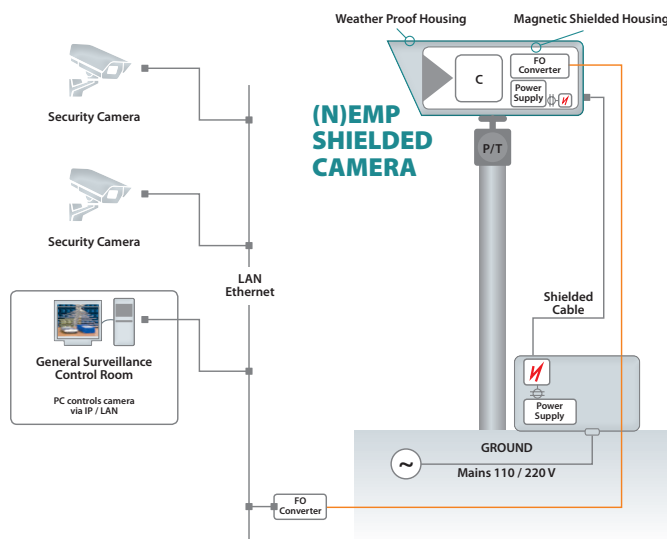 Weather Proof Housing
Magnetic Shielded Housing
FO
Converter
C
Power
Supply
(N)EMP
SHIELDED
CAMERA
P/T
Security Camera
Security Camera
LAN
Ethernet
Shielded
Cable
General Surveillance
Control Room
PC controls camera
via IP / LAN
Power
Supply
GROUND
~
Mains 110 / 220 V
FO
Converter